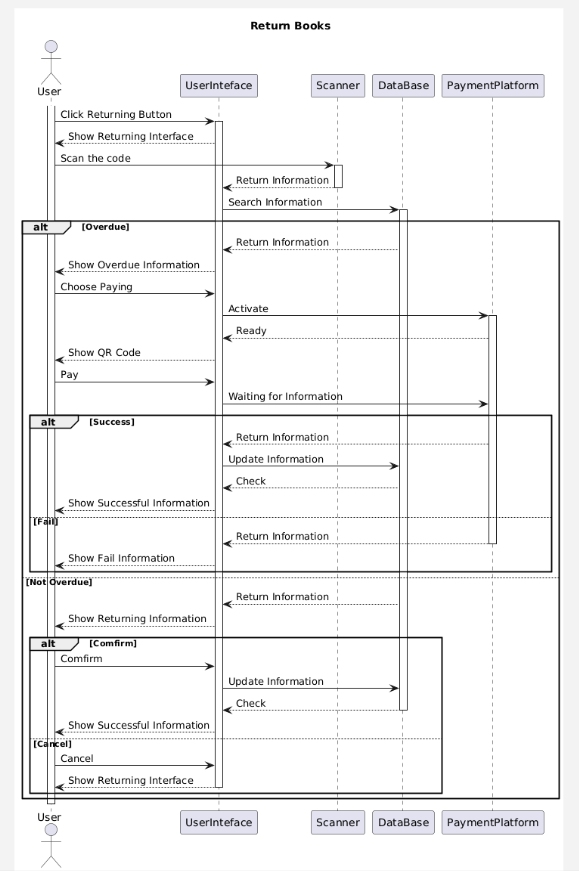 Return Books
User
UserInteface Scanner DataBase PaymentPlatform
Click Returning Button
Show Returning Interface
Scan the code
Return Information
Search Information
alt [Overdue]
Return Information
Show Overdue Information
Choose Paying
Activate
Ready
Show QR Code
Pay
Waiting for Information
alt [Success]
Return Information
Update Information
Check
Show Successful Information
[Fail]
Return Information
Show Fail Information
[Not Overdue]
Return Information
Show Returning Information
alt [Comfirm]
Comfirm
Update Information
Check
Show Successful Information
[Cancel]
Cancel
Show Returning Interface
User
UserInteface Scanner DataBase PaymentPlatform